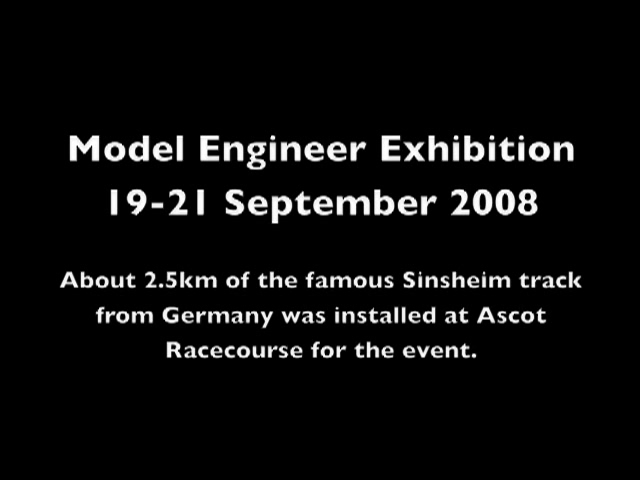 Model Engineer Exhibition
19-21 September 2008
About 2.5km of the famous Sinsheim track
from Germany was installed at Ascot
Racecourse for the event.